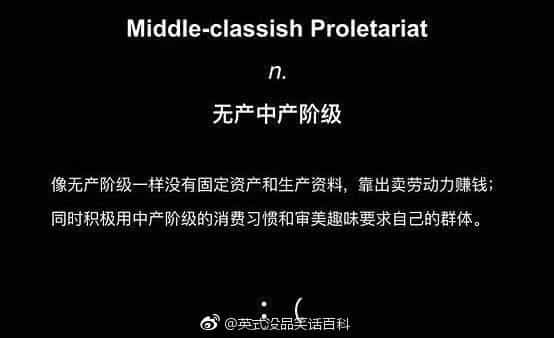 Middle-classish Proletariat
n.
无产中产阶级
像无产阶级一样没有固定资产和生产资料，靠出卖劳动力赚钱；
同时积极用中产阶级的消费习惯和审美趣味要求自己的群体。
: (
@英式没品笑话百科